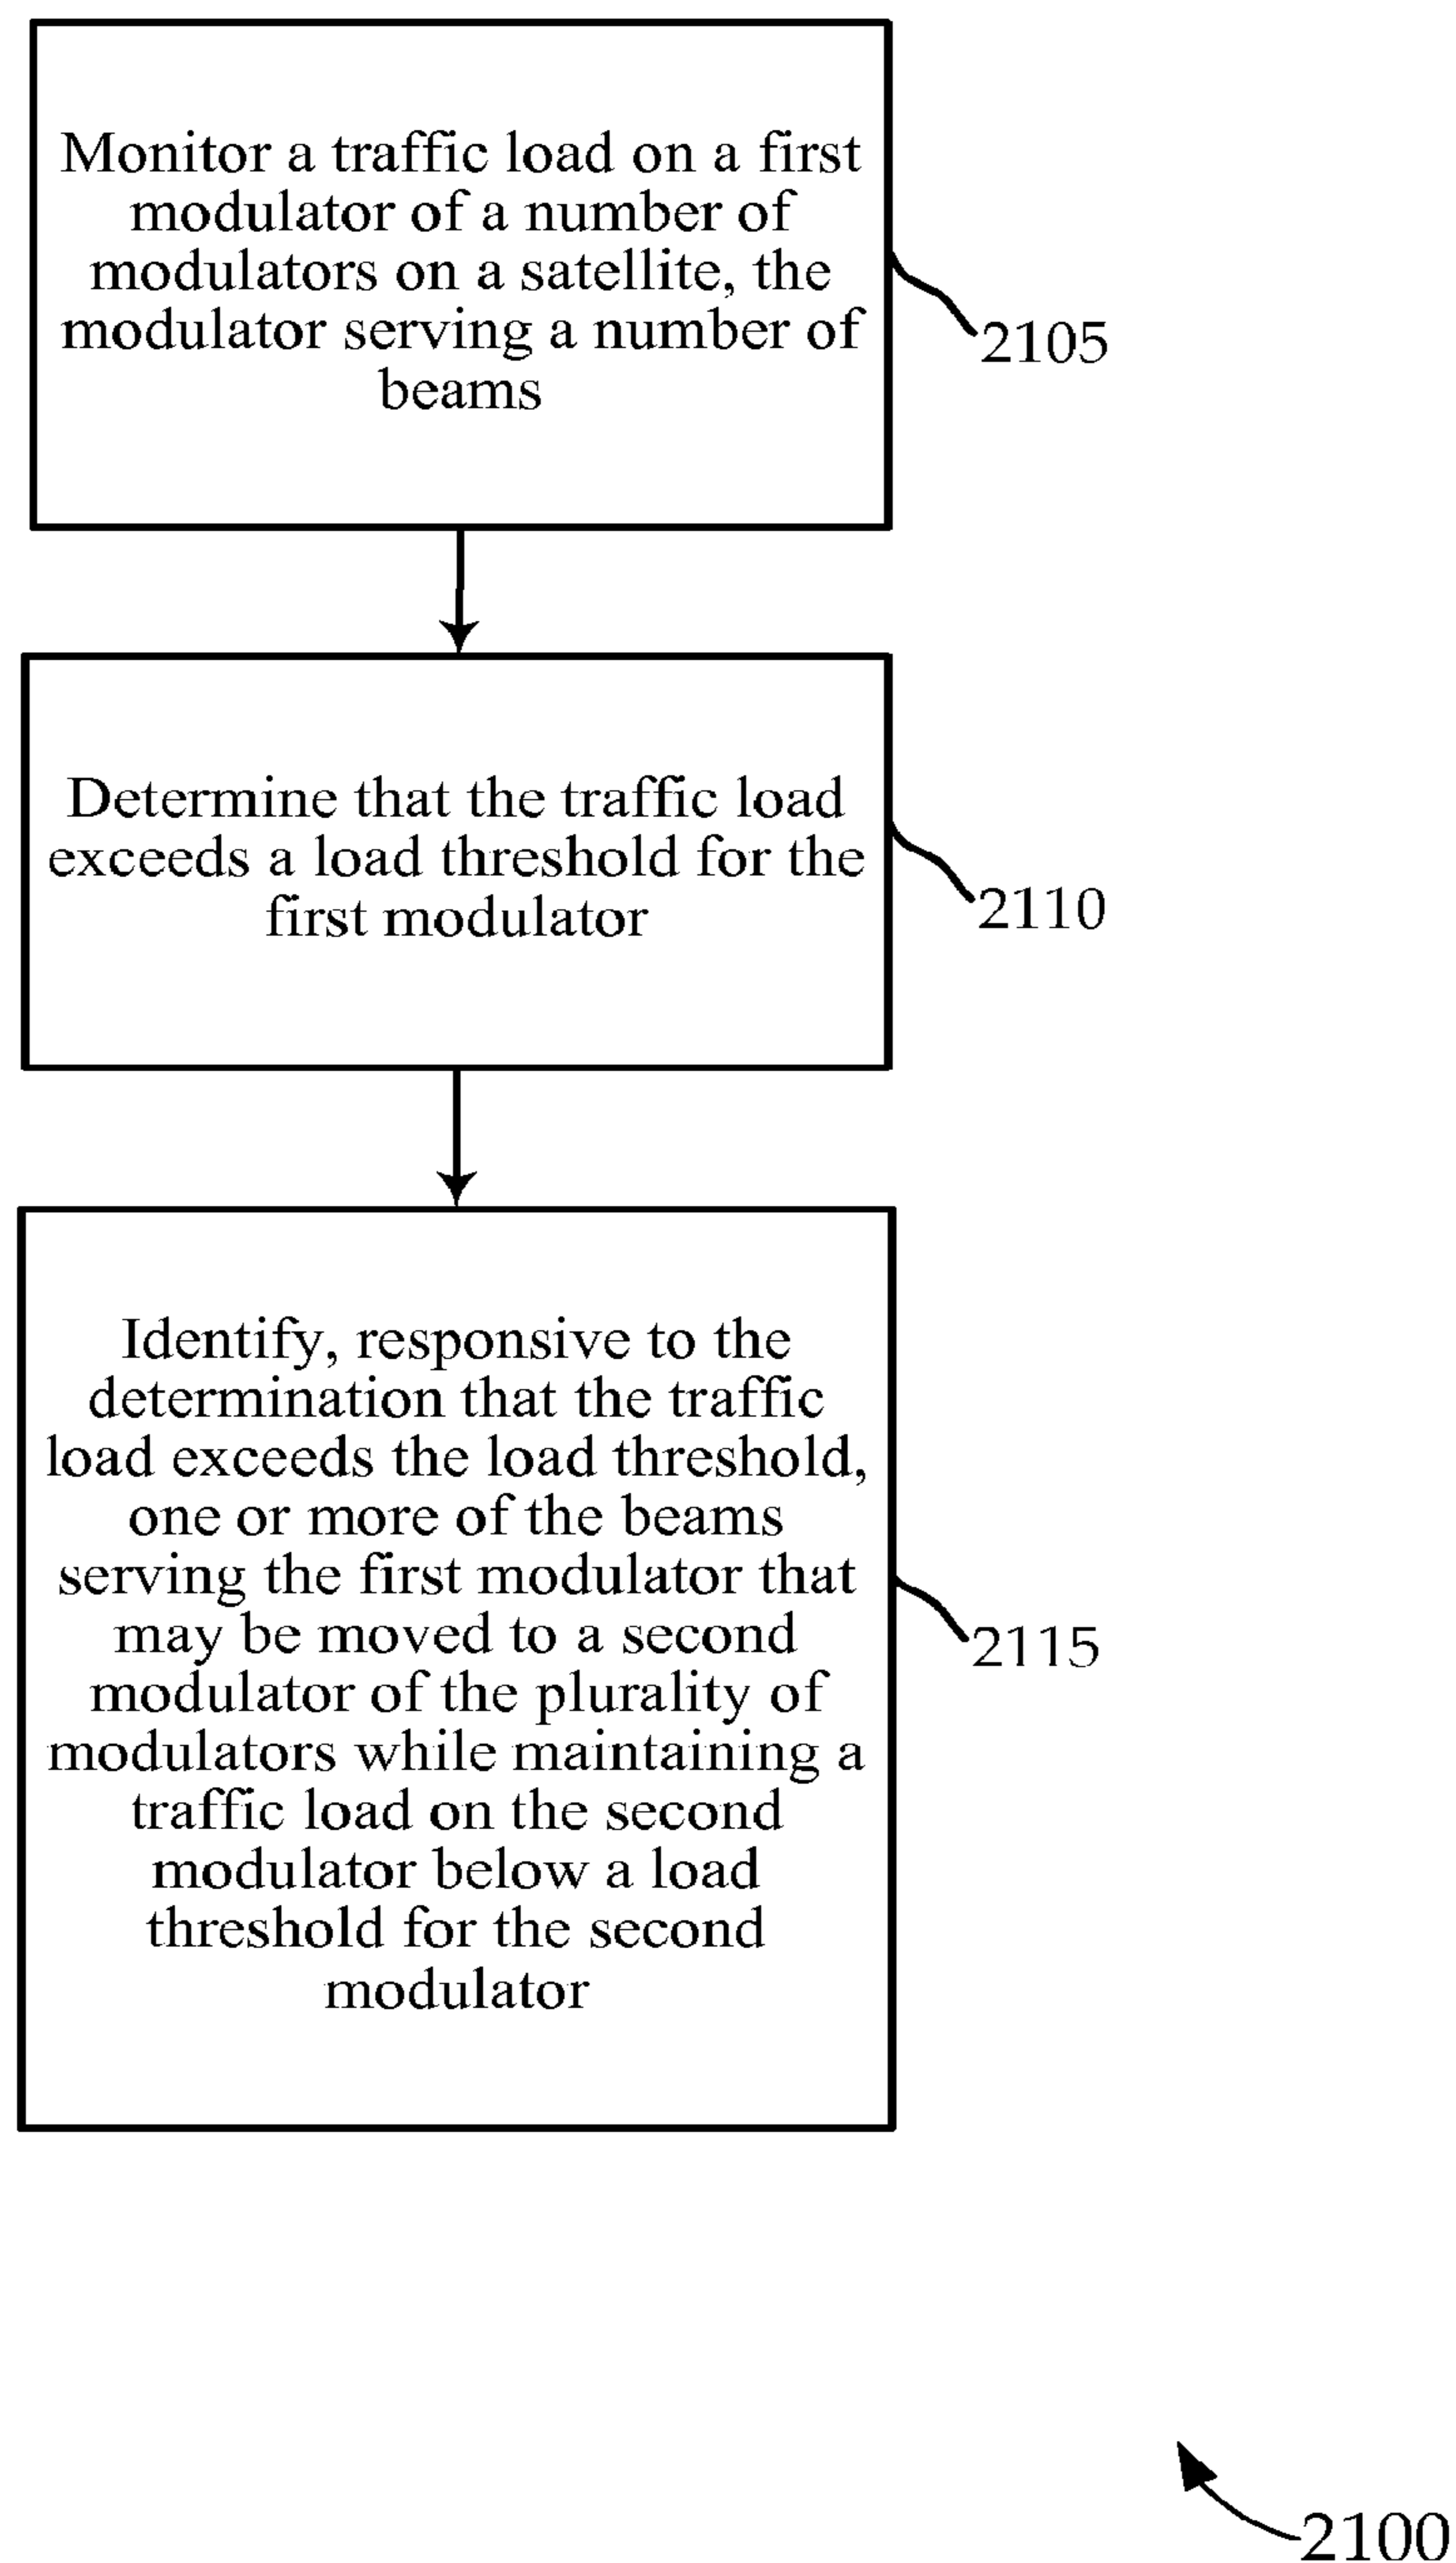 Monitor a traffic load on a first
modulator of a number of
modulators on a satellite, the
modulator serving a number of
beams
2105
Determine that the traffic load
exceeds a load threshold for the
first modulator
2110
Identify, responsive to the
determination that the traffic
load exceeds the load threshold,
one or more of the beams
serving the first modulator that
may be moved to a second
modulator of the plurality of
modulators while maintaining a
traffic load on the second
modulator below a load
threshold for the second
modulator
2115
2100